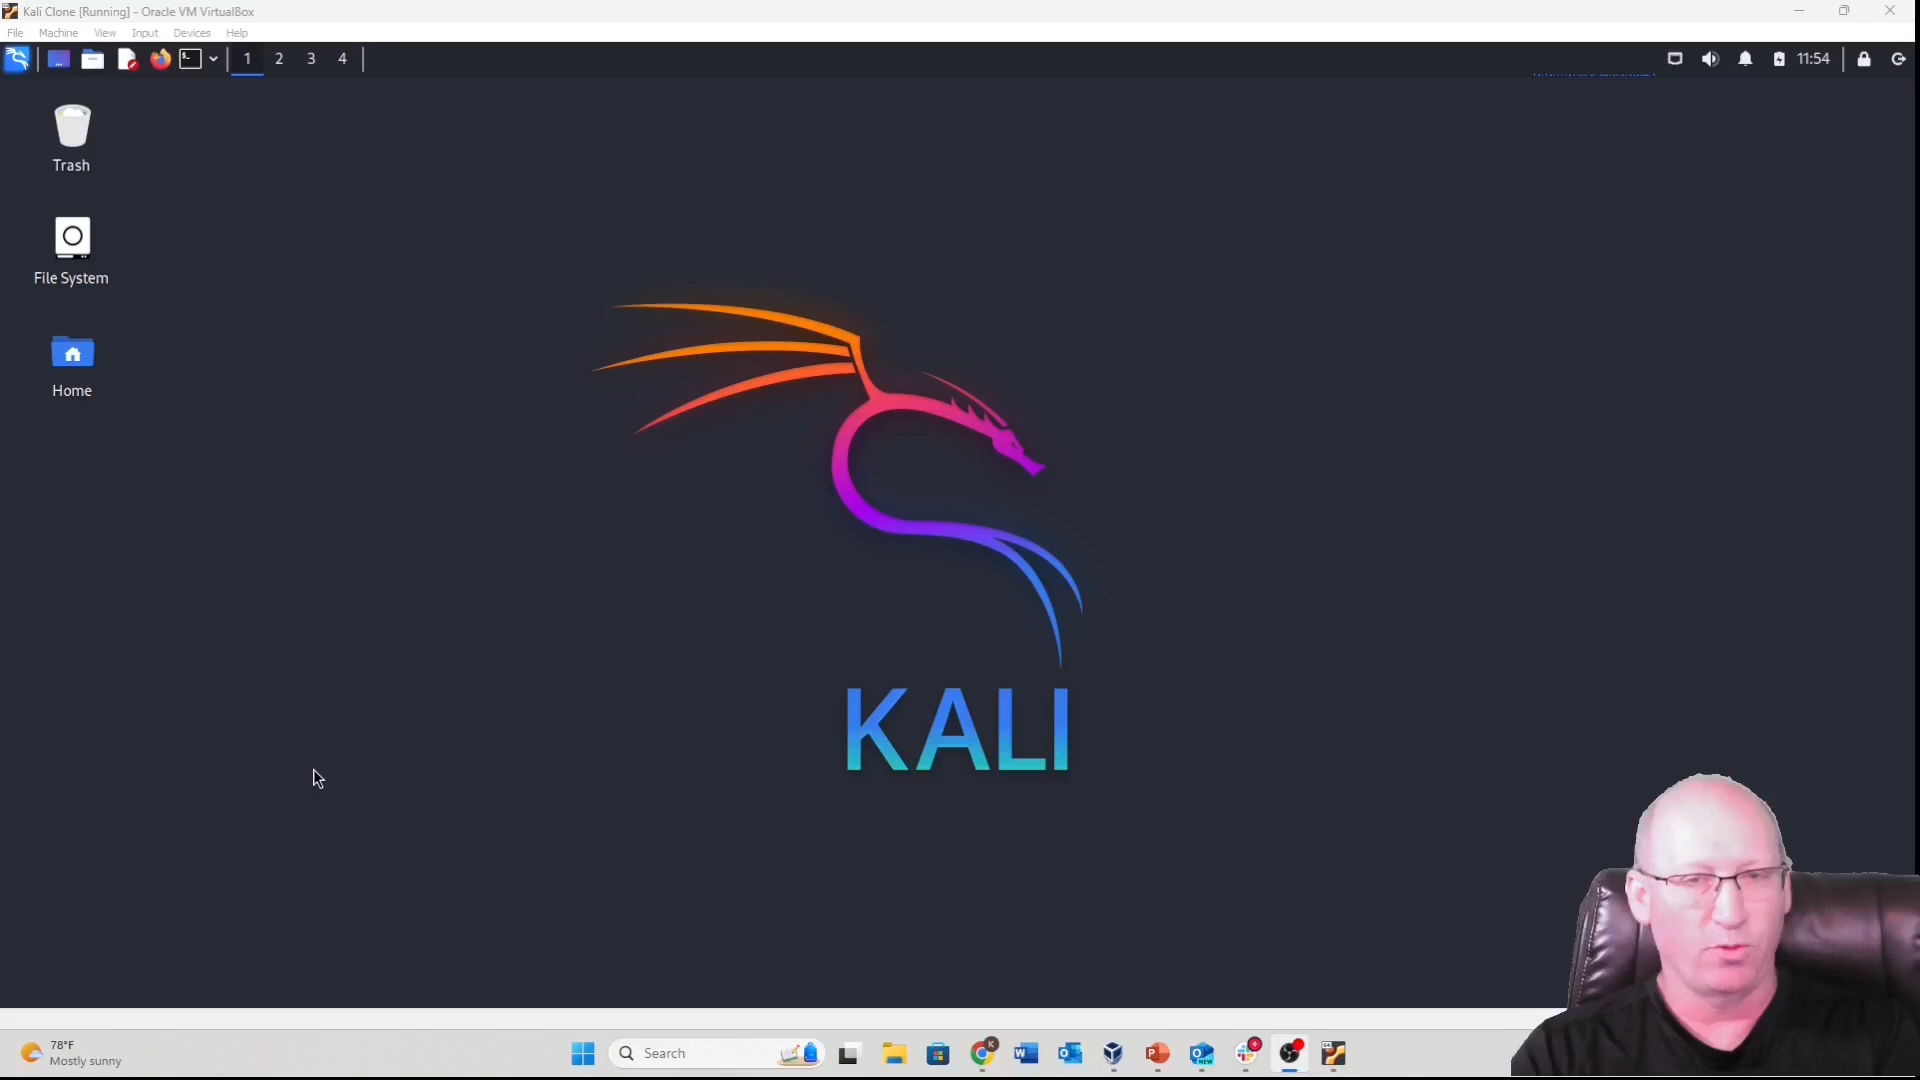 Kali Clone [Running] - Oracle VM VirtualBox
File Machine View Input Devices Help
1 2 3 4
11:54
Trash
File System
Home
KALI
78°F
Mostly sunny
Search
K
NEW